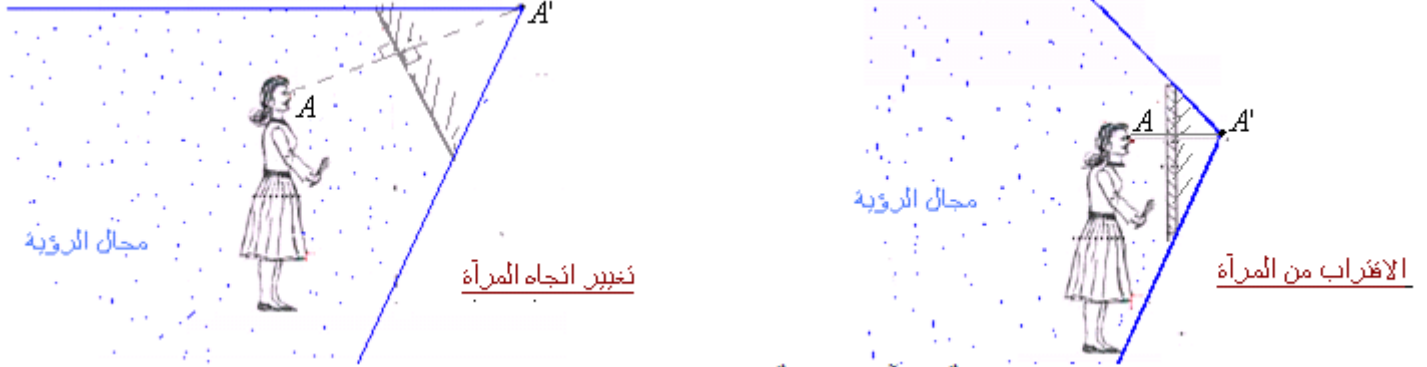 A'
A
مجال الرؤية
تغيير اتجاه المرآة
A
A'
مجال الرؤية
الاقتراب من المرآة